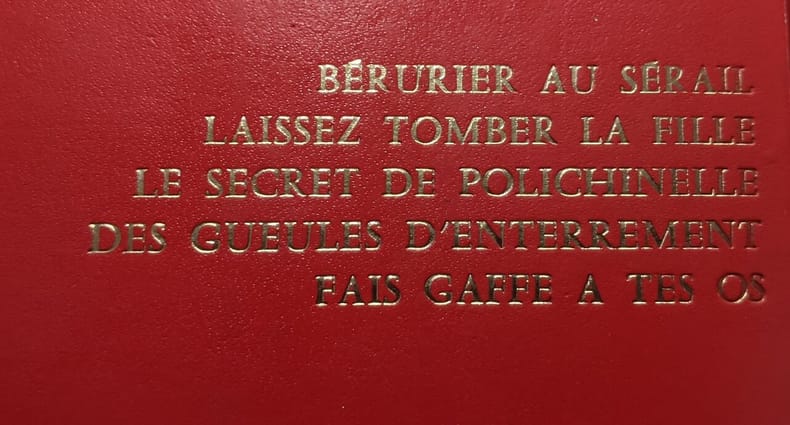 BÉRURIER AU SÉRAIL
LAISSEZ TOMBER LA FILLE
LE SECRET DE POLICHINELLE
DES GUEULES D'ENTERREMENT
FAIS GAFFE A TES OS